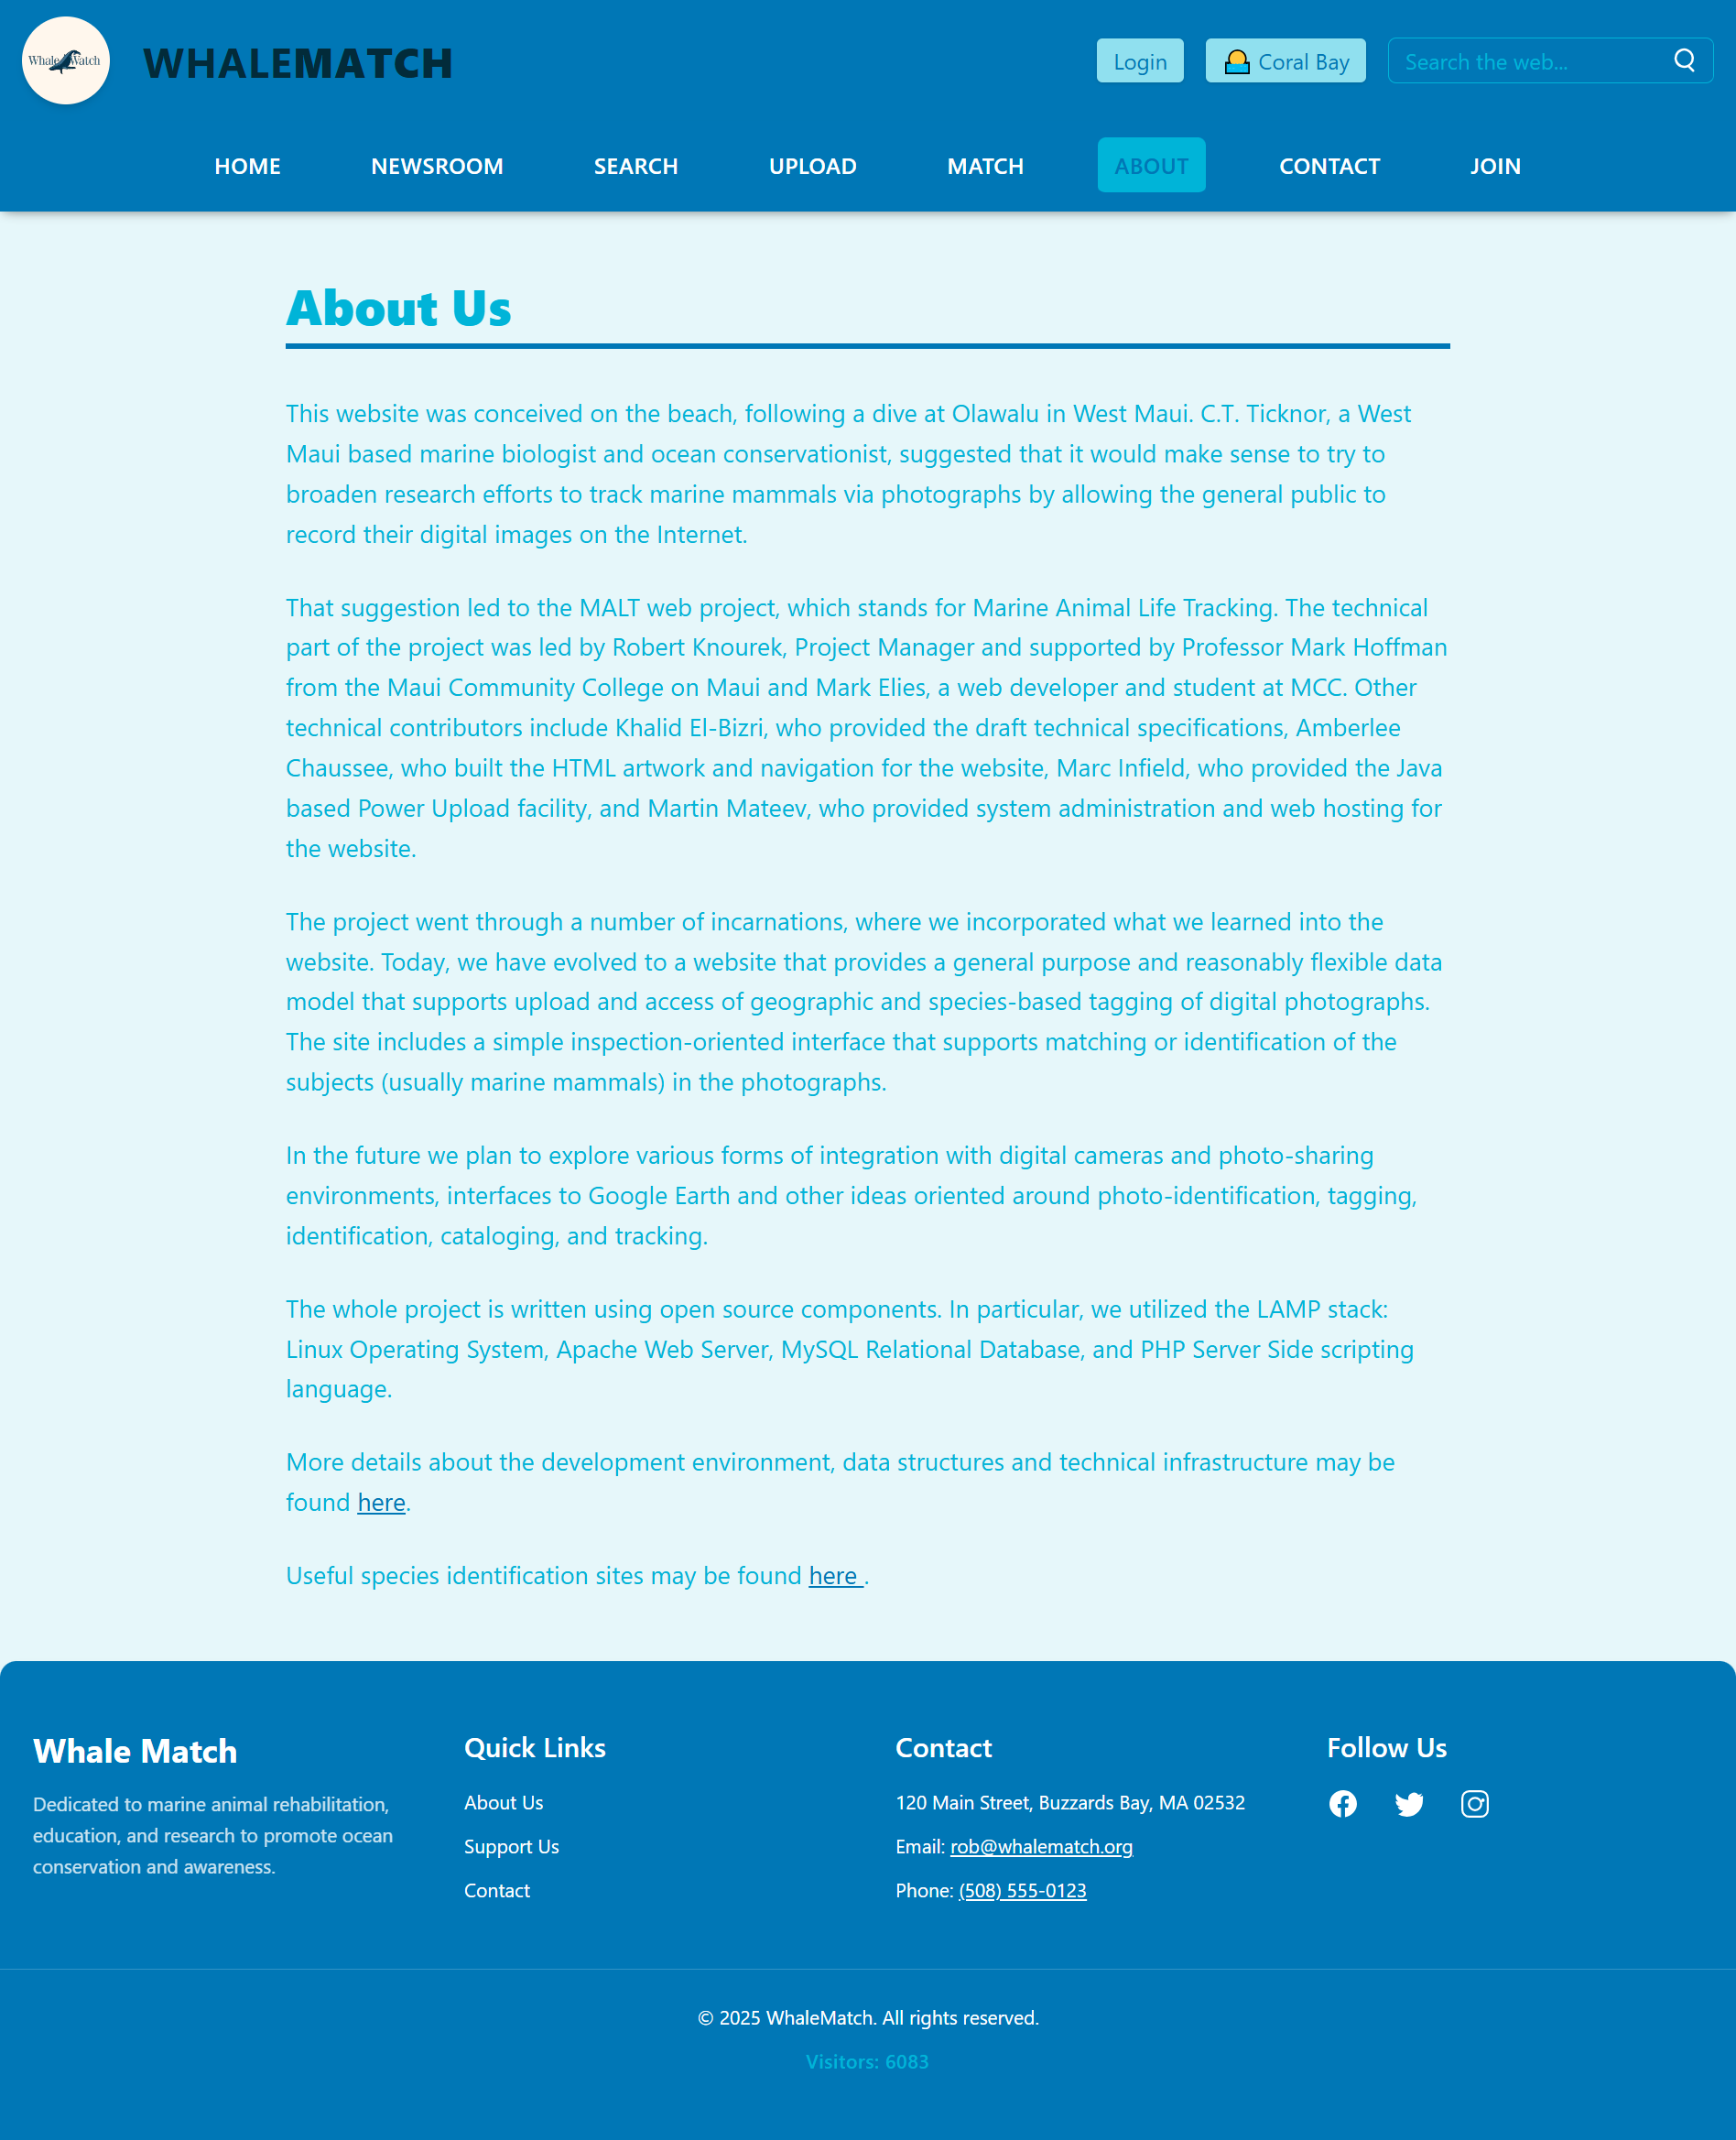 Whale Watch
WHALEMATCH
Login
Coral Bay
Search the web...
HOME
NEWSROOM
SEARCH
UPLOAD
MATCH
ABOUT
CONTACT
JOIN
About Us
This website was conceived on the beach, following a dive at Olawalu in West Maui. C.T. Ticknor, a West
Maui based marine biologist and ocean conservationist, suggested that it would make sense to try to
broaden research efforts to track marine mammals via photographs by allowing the general public to
record their digital images on the Internet.
That suggestion led to the MALT web project, which stands for Marine Animal Life Tracking. The technical
part of the project was led by Robert Knourek, Project Manager and supported by Professor Mark Hoffman
from the Maui Community College on Maui and Mark Elies, a web developer and student at MCC. Other
technical contributors include Khalid El-Bizri, who provided the draft technical specifications, Amberlee
Chaussee, who built the HTML artwork and navigation for the website, Marc Infield, who provided the Java
based Power Upload facility, and Martin Mateev, who provided system administration and web hosting for
the website.
The project went through a number of incarnations, where we incorporated what we learned into the
website. Today, we have evolved to a website that provides a general purpose and reasonably flexible data
model that supports upload and access of geographic and species-based tagging of digital photographs.
The site includes a simple inspection-oriented interface that supports matching or identification of the
subjects (usually marine mammals) in the photographs.
In the future we plan to explore various forms of integration with digital cameras and photo-sharing
environments, interfaces to Google Earth and other ideas oriented around photo-identification, tagging,
identification, cataloging, and tracking.
The whole project is written using open source components. In particular, we utilized the LAMP stack:
Linux Operating System, Apache Web Server, MySQL Relational Database, and PHP Server Side scripting
language.
More details about the development environment, data structures and technical infrastructure may be
found here.
Useful species identification sites may be found here .
Whale Match
Dedicated to marine animal rehabilitation,
education, and research to promote ocean
conservation and awareness.
Quick Links
About Us
Support Us
Contact
Contact
120 Main Street, Buzzards Bay, MA 02532
Email: rob@whalematch.org
Phone: (508) 555-0123
Follow Us
© 2025 WhaleMatch. All rights reserved.
Visitors: 6083